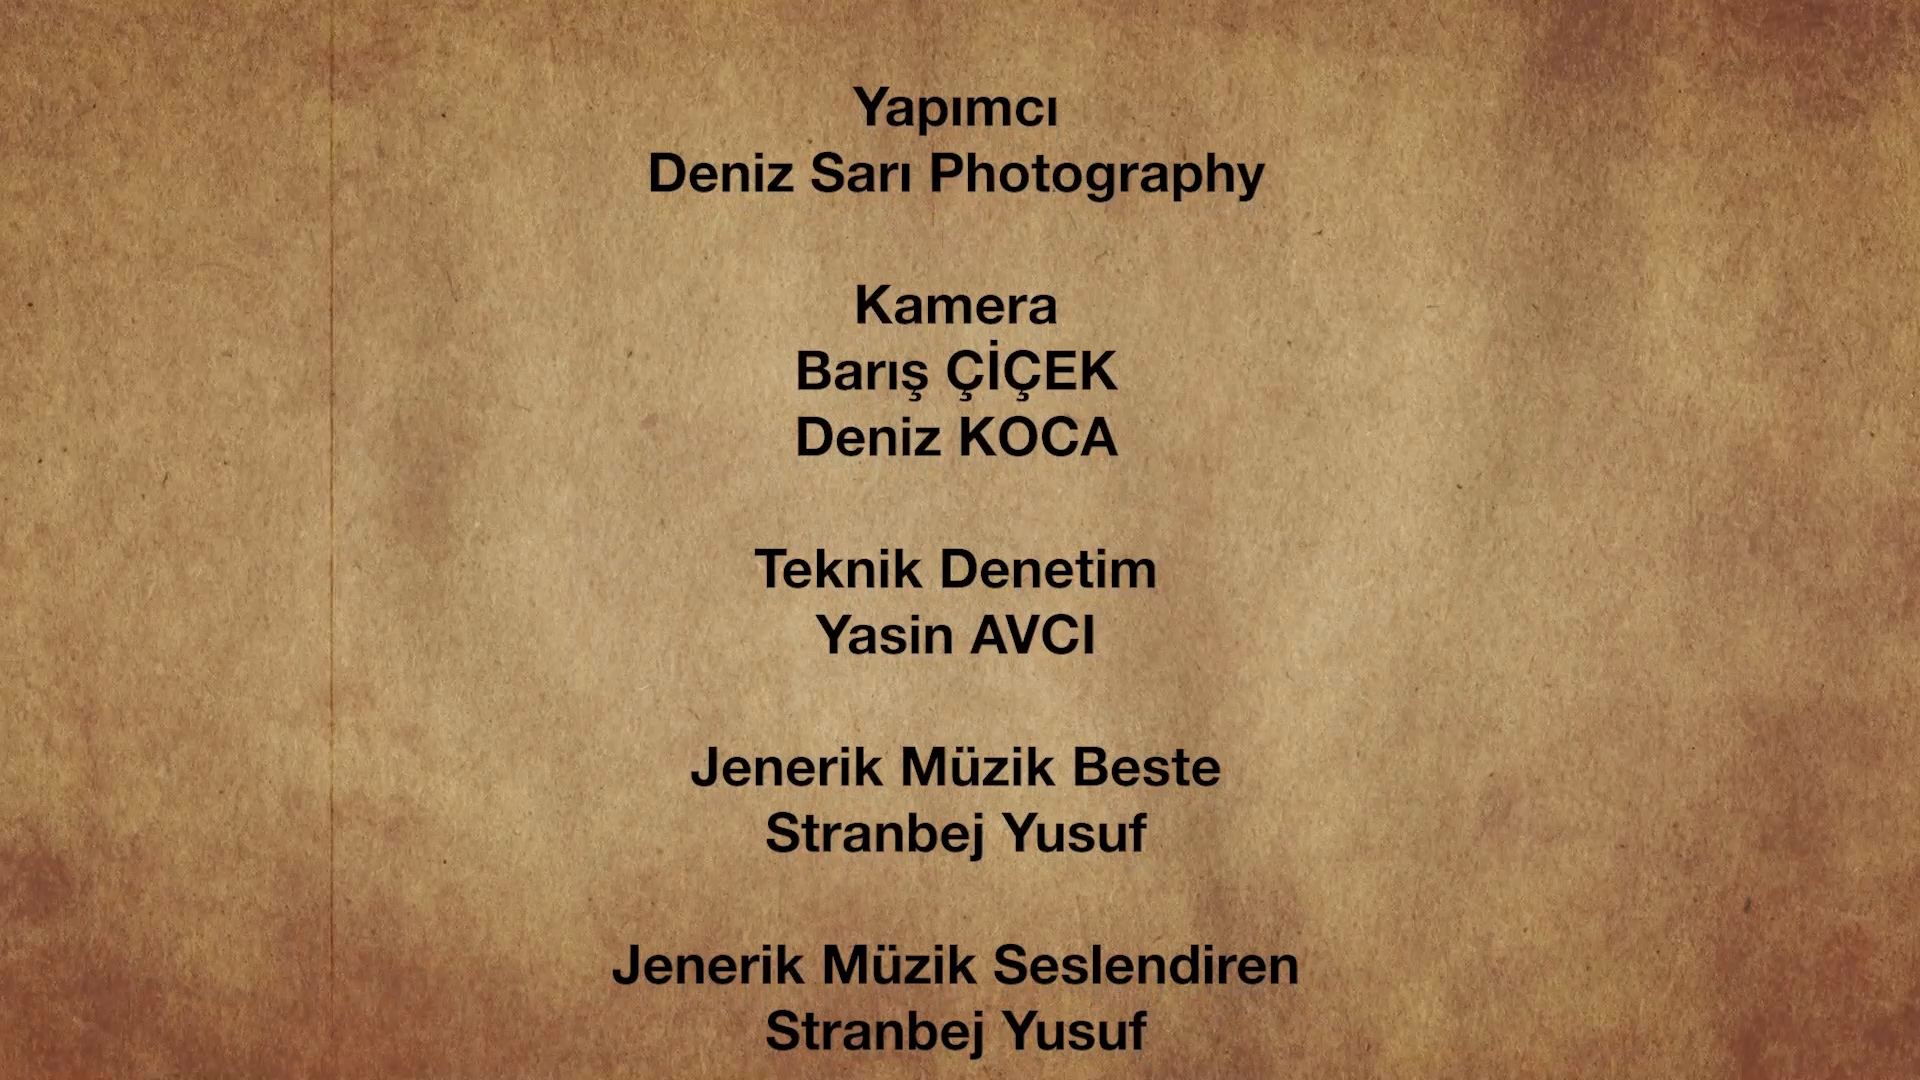 Yapımcı
Deniz Sarı Photography
Kamera
Barış ÇİÇEK
Deniz KOCA
Teknik Denetim
Yasin AVCI
Jenerik Müzik Beste
Stranbej Yusuf
Jenerik Müzik Seslendiren
Stranbej Yusuf